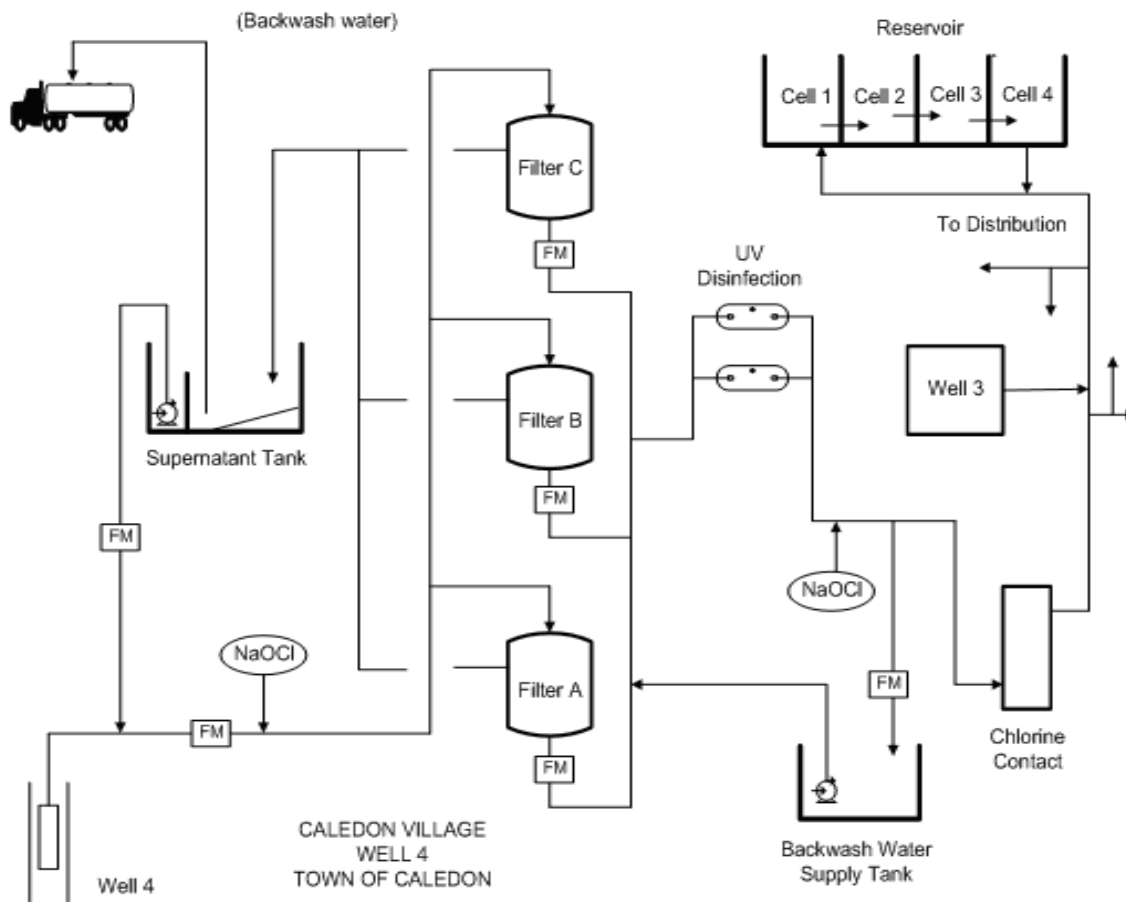 (Backwash water)
Reservoir
Cell 1
Cell 2
Cell 3
Cell 4
Filter C
FM
To Distribution
UV
Disinfection
Well 3
Filter B
FM
Supernatant Tank
FM
NaOCl
NaOCl
Filter A
FM
FM
FM
Chlorine
Contact
CALEDON VILLAGE
WELL 4
TOWN OF CALEDON
Backwash Water
Supply Tank
Well 4